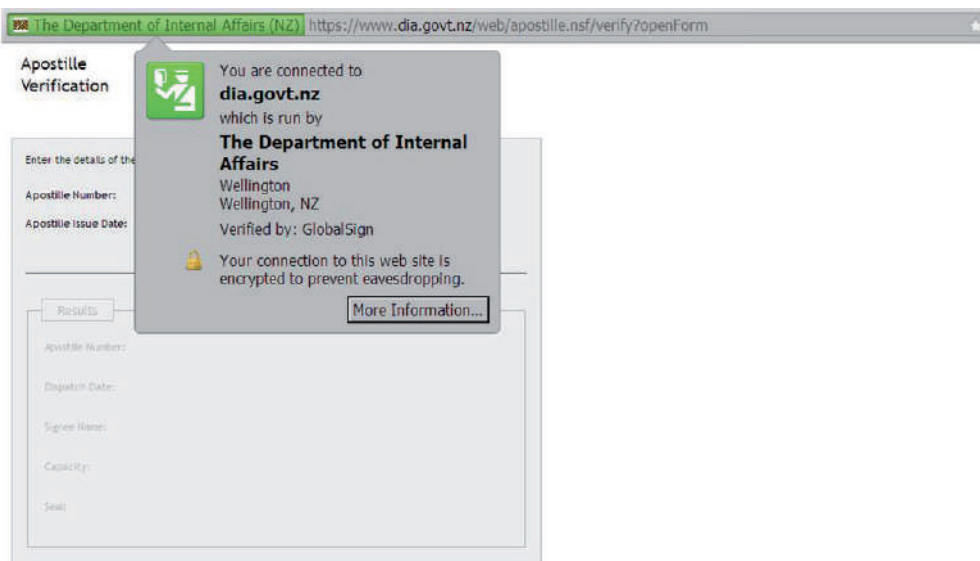 The Department of Internal Affairs (NZ) https://www.dia.govt.nz/web/apostille.nsf/verify?openForm
Apostille
Verification
You are connected to
dia.govt.nz
which is run by
The Department of Internal
Affairs
Wellington
Wellington, NZ
Verified by: GlobalSign
Your connection to this web site is
encrypted to prevent eavesdropping.
More Information...
Enter the details of the
Apostille Number:
Apostille Issue Date:
Results
Apostille Number:
Dispatch Date:
Signee Name:
Capacity:
Seal: